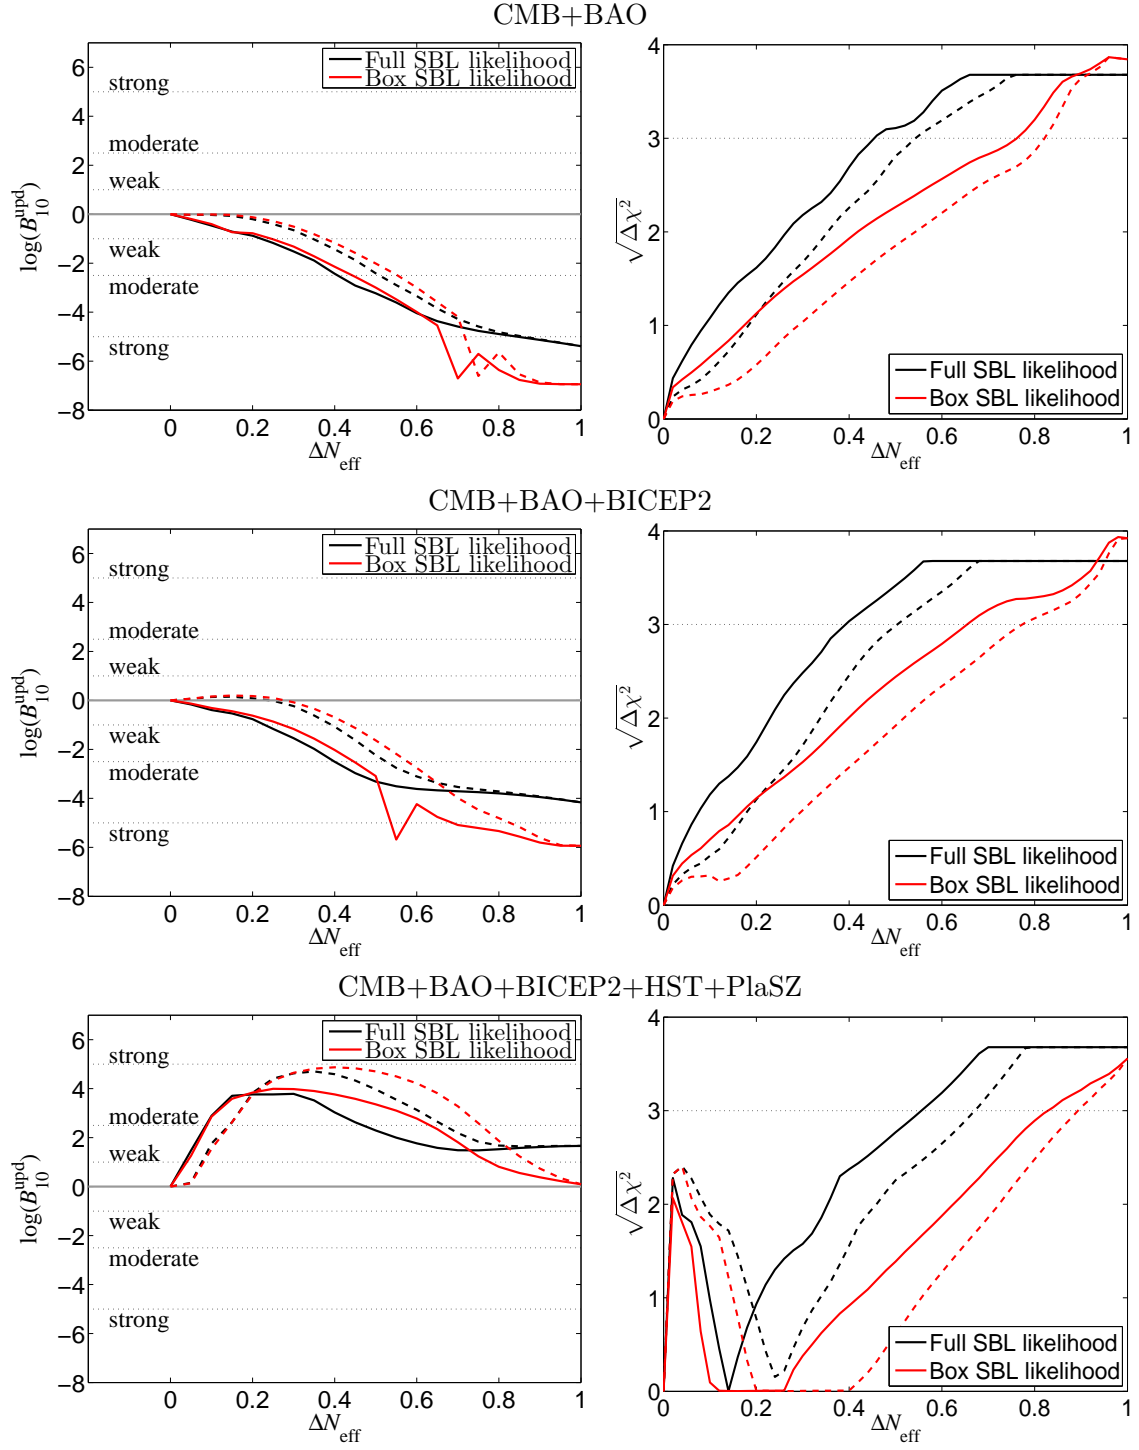 CMB+BAO
6
4
2
0
−2
−4
−6
−8
log(B₁₀ᵘᵖᵈ)
strong
moderate
weak
weak
moderate
strong
Full SBL likelihood
Box SBL likelihood
0
0.2
0.4
0.6
0.8
1
ΔN_eff
4
3
2
1
0
√Δχ²
Full SBL likelihood
Box SBL likelihood
0
0.2
0.4
0.6
0.8
1
ΔN_eff
CMB+BAO+BICEP2
6
4
2
0
−2
−4
−6
−8
log(B₁₀ᵘᵖᵈ)
strong
moderate
weak
weak
moderate
strong
Full SBL likelihood
Box SBL likelihood
0
0.2
0.4
0.6
0.8
1
ΔN_eff
4
3
2
1
0
√Δχ²
Full SBL likelihood
Box SBL likelihood
0
0.2
0.4
0.6
0.8
1
ΔN_eff
CMB+BAO+BICEP2+HST+PlaSZ
6
4
2
0
−2
−4
−6
−8
log(B₁₀ᵘᵖᵈ)
strong
moderate
weak
weak
moderate
strong
Full SBL likelihood
Box SBL likelihood
0
0.2
0.4
0.6
0.8
1
ΔN_eff
4
3
2
1
0
√Δχ²
Full SBL likelihood
Box SBL likelihood
0
0.2
0.4
0.6
0.8
1
ΔN_eff